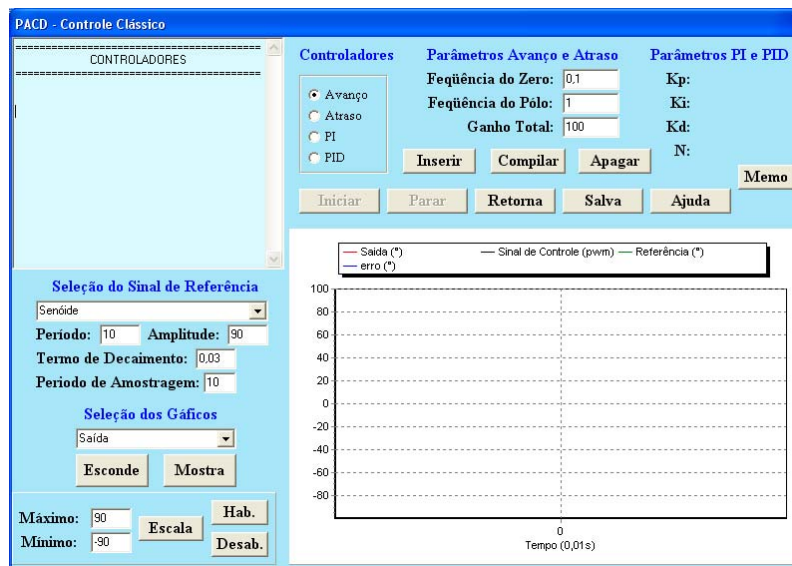 PACD - Controle Clássico
==========================================
CONTROLADORES
==========================================
Controladores
Avanço
Atraso
PI
PID
Parâmetros Avanço e Atraso
Feqüência do Zero: 0,1
Feqüência do Pólo: 1
Ganho Total: 100
Parâmetros PI e PID
Kp:
Ki:
Kd:
N:
Inserir Compilar Apagar
Memo
Iniciar Parar Retorna Salva Ajuda
Seleção do Sinal de Referência
Senóide
Período: 10 Amplitude: 90
Termo de Decaimento: 0,03
Periodo de Amostragem: 10
Seleção dos Gáficos
Saída
Esconde Mostra
Máximo: 90
Mínimo: -90
Escala
Hab.
Desab.
Saida (°) Sinal de Controle (pwm) Referência (°)
erro (°)
100
80
60
40
20
0
-20
-40
-60
-80
0
Tempo (0,01s)